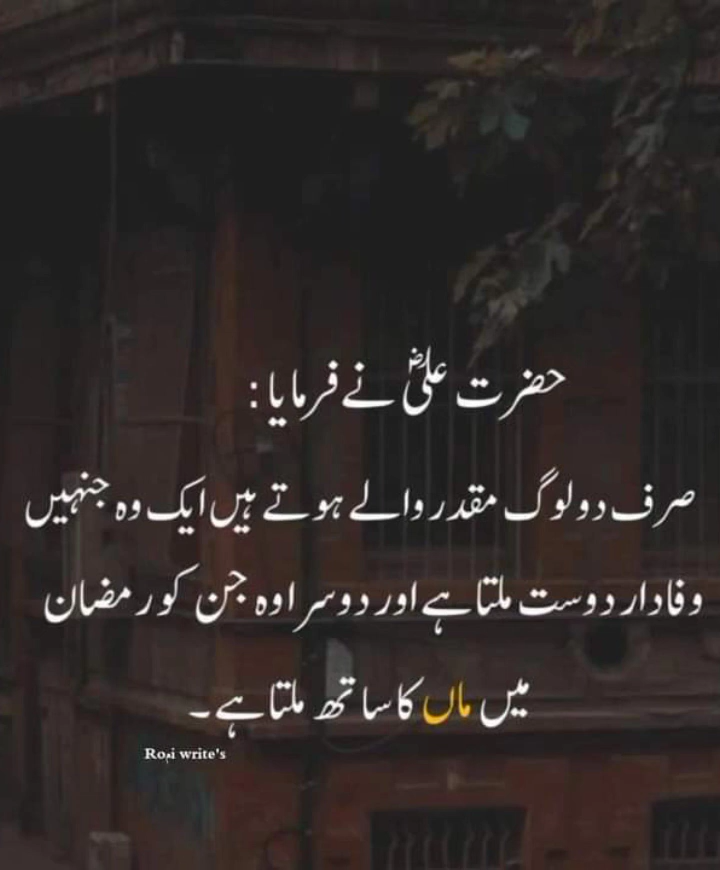 حضرت علیؓ نے فرمایا:
صرف دو لوگ مقدر والے ہوتے ہیں ایک وہ جنہیں
وفادار دوست ملتا ہے اور دوسرا وہ جن کو رمضان
میں ماں کا ساتھ ملتا ہے۔
write's